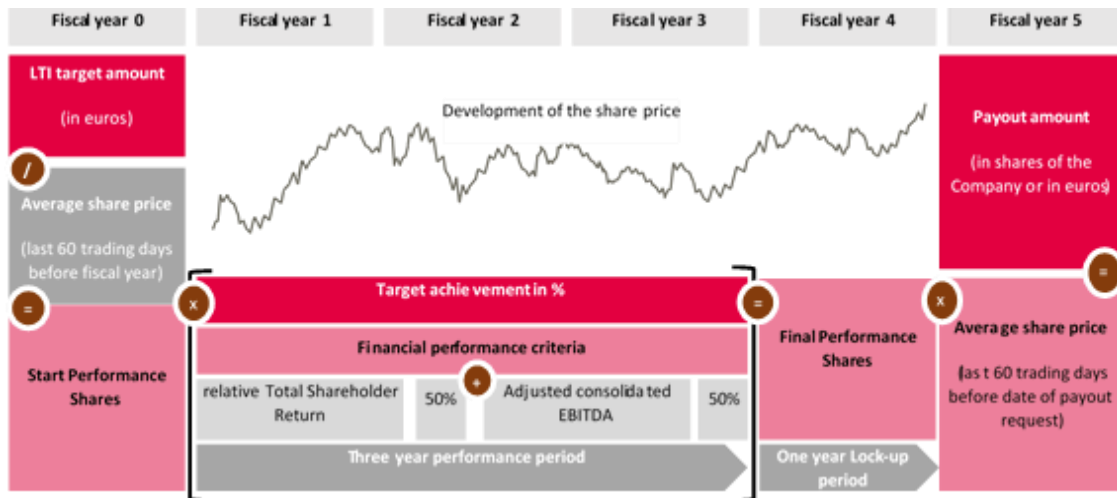 Fiscal year 0
Fiscal year 1
Fiscal year 2
Fiscal year 3
Fiscal year 4
Fiscal year 5
LTI target amount
(in euros)
/
Average share price
(last 60 trading days
before fiscal year)
=
Start Performance
Shares
Development of the share price
x
Target achievement in %
Financial performance criteria
relative Total Shareholder
Return
50%
+
Adjusted consolidated
EBITDA
50%
Three year performance period
=
Final Performance
Shares
One year Lock-up
period
x
Payout amount
(in shares of the
Company or in euros)
=
Average share price
(last 60 trading days
before date of payout
request)